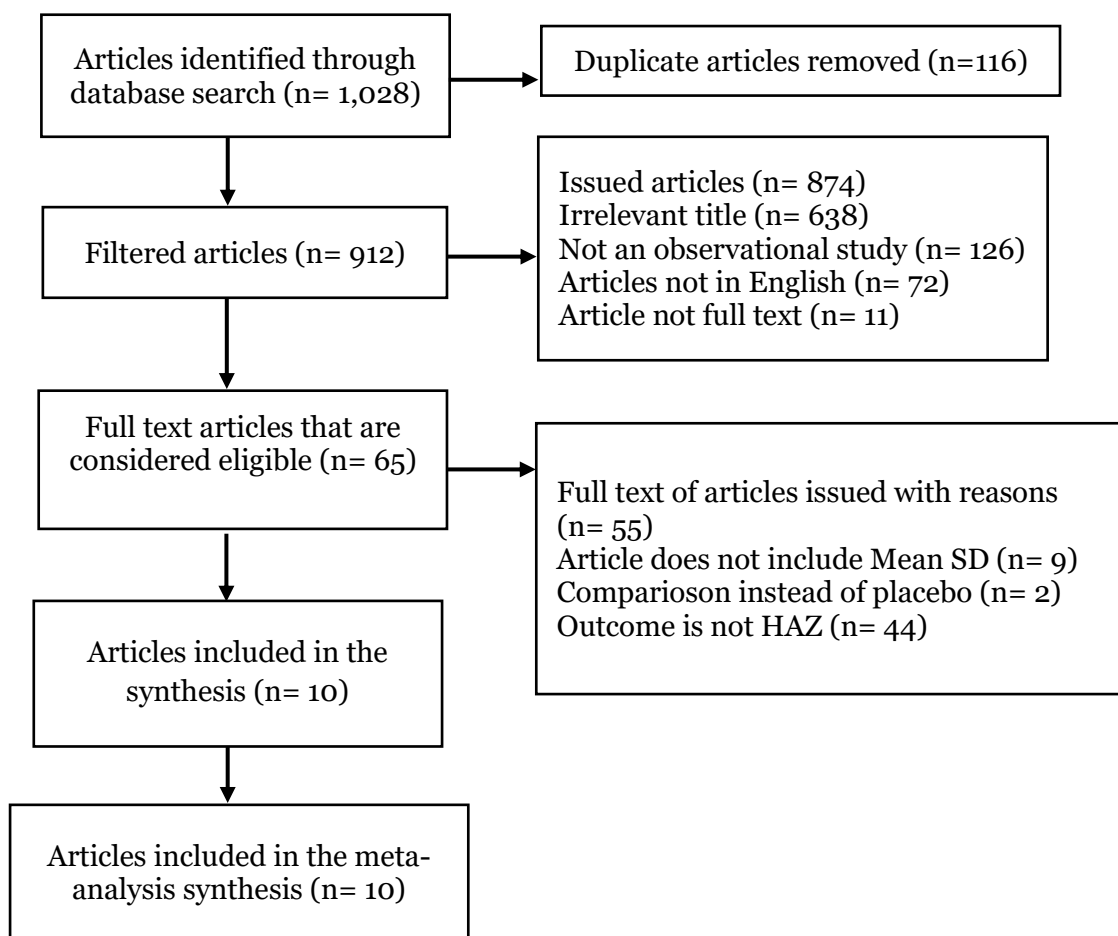 Articles identified through
database search (n= 1,028)
Duplicate articles removed (n=116)
Filtered articles (n= 912)
Issued articles (n= 874)
Irrelevant title (n= 638)
Not an observational study (n= 126)
Articles not in English (n= 72)
Article not full text (n= 11)
Full text articles that are
considered eligible (n= 65)
Full text of articles issued with reasons
(n= 55)
Article does not include Mean SD (n= 9)
Comparioson instead of placebo (n= 2)
Outcome is not HAZ (n= 44)
Articles included in the
synthesis (n= 10)
Articles included in the meta-
analysis synthesis (n= 10)